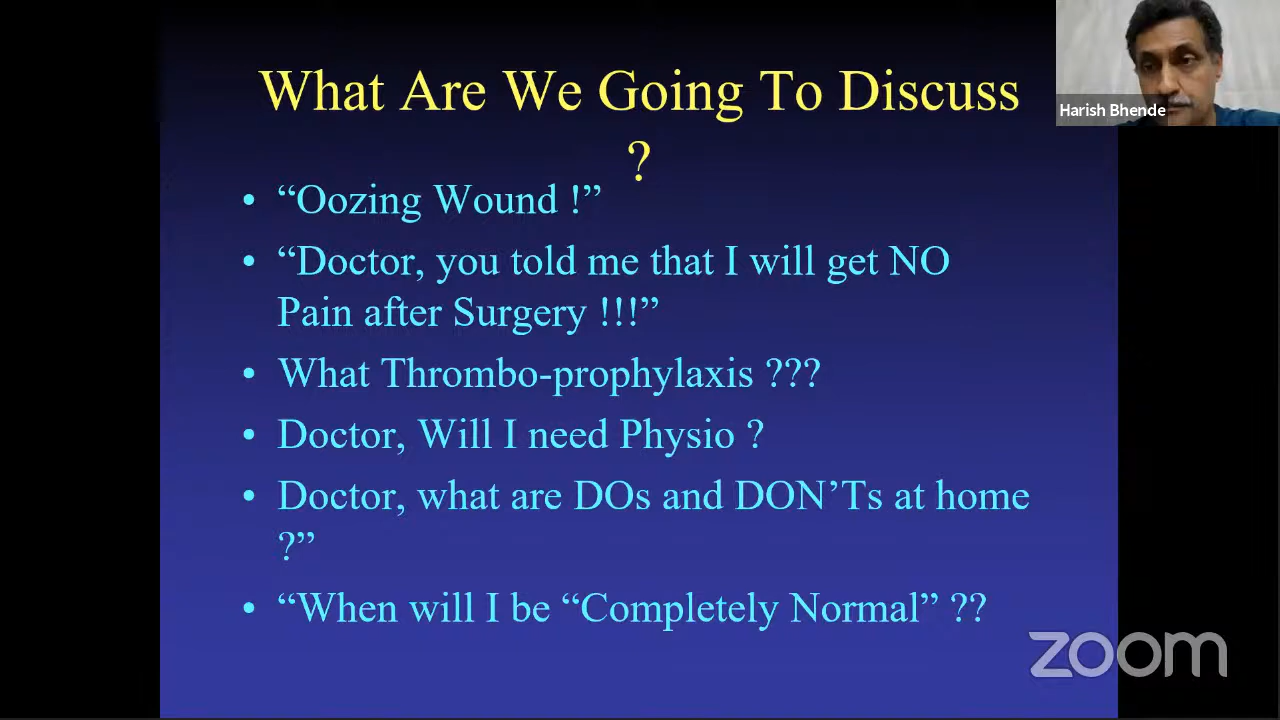 What Are We Going To Discuss
?
Harish Bhende
• “Oozing Wound !”
• “Doctor, you told me that I will get NO
Pain after Surgery !!!”
• What Thrombo-prophylaxis ???
• Doctor, Will I need Physio ?
• Doctor, what are DOs and DON’Ts at home
?”
• “When will I be “Completely Normal” ??
zoom